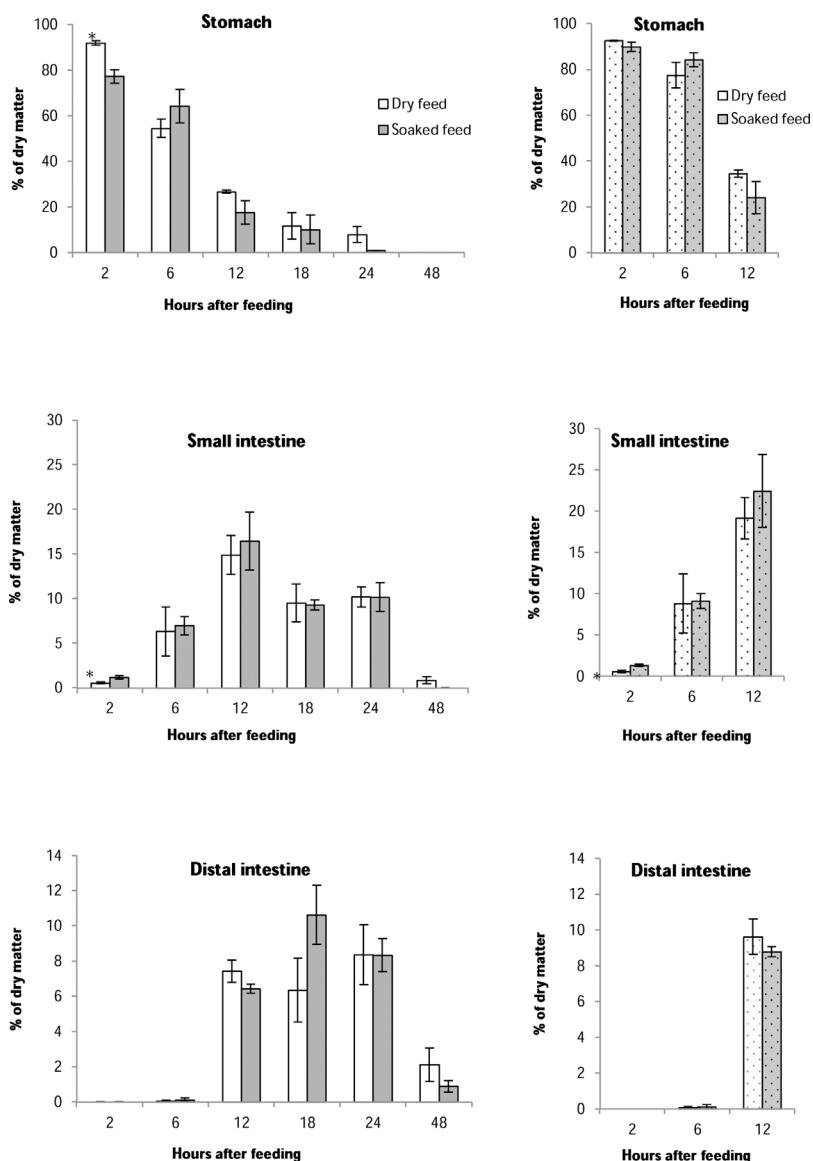 Stomach
*
% of dry matter
100
80
60
40
20
0
Dry feed
Soaked feed
2 6 12 18 24 48
Hours after feeding
Stomach
% of dry matter
100
80
60
40
20
0
Dry feed
Soaked feed
2 6 12
Hours after feeding
Small intestine
% of dry matter
30
25
20
15
10
5
0
*
2 6 12 18 24 48
Hours after feeding
Small intestine
% of dry matter
30
25
20
15
10
5
0
*
2 6 12
Hours after feeding
Distal intestine
% of dry matter
14
12
10
8
6
4
2
0
2 6 12 18 24 48
Hours after feeding
Distal intestine
% of dry matter
14
12
10
8
6
4
2
0
2 6 12
Hours after feeding